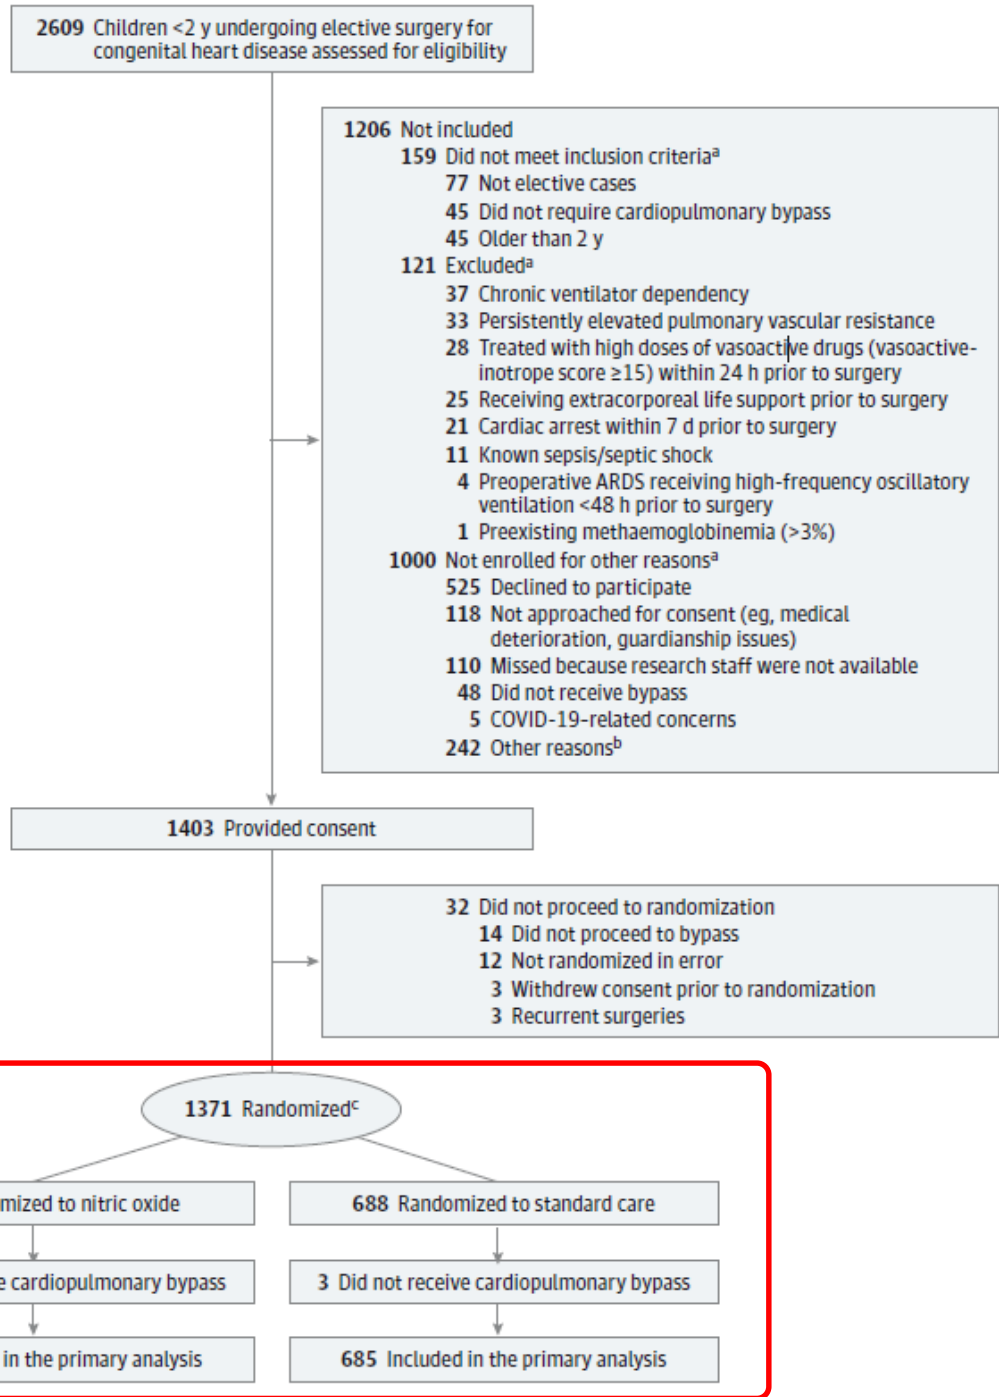 2609 Children <2 y undergoing elective surgery for
congenital heart disease assessed for eligibility
1206 Not included
159 Did not meet inclusion criteriaᵃ
77 Not elective cases
45 Did not require cardiopulmonary bypass
45 Older than 2 y
121 Excludedᵃ
37 Chronic ventilator dependency
33 Persistently elevated pulmonary vascular resistance
28 Treated with high doses of vasoactive drugs (vasoactive-
inotrope score ≥15) within 24 h prior to surgery
25 Receiving extracorporeal life support prior to surgery
21 Cardiac arrest within 7 d prior to surgery
11 Known sepsis/septic shock
4 Preoperative ARDS receiving high-frequency oscillatory
ventilation <48 h prior to surgery
1 Preexisting methaemoglobinemia (>3%)
1000 Not enrolled for other reasonsᵃ
525 Declined to participate
118 Not approached for consent (eg, medical
deterioration, guardianship issues)
110 Missed because research staff were not available
48 Did not receive bypass
5 COVID-19–related concerns
242 Other reasonsᵇ
1403 Provided consent
32 Did not proceed to randomization
14 Did not proceed to bypass
12 Not randomized in error
3 Withdrew consent prior to randomization
3 Recurrent surgeries
1371 Randomizedᶜ
mized to nitric oxide
688 Randomized to standard care
e cardiopulmonary bypass
3 Did not receive cardiopulmonary bypass
in the primary analysis
685 Included in the primary analysis